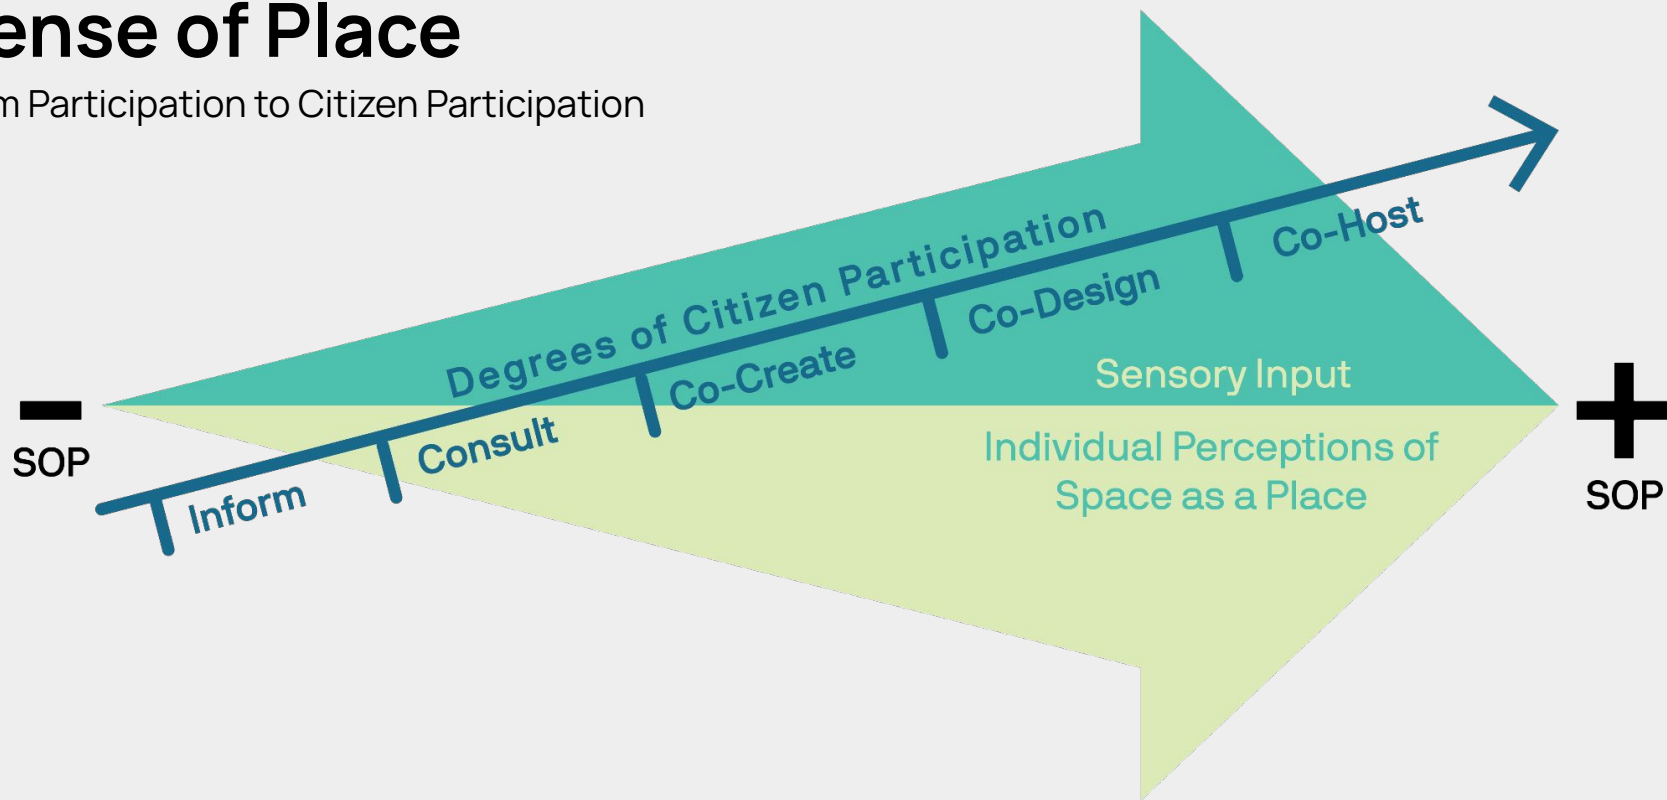 ense of Place
m Participation to Citizen Participation
Degrees of Citizen Participation
Inform
Consult
Co-Create
Co-Design
Co-Host
Sensory Input
Individual Perceptions of
Space as a Place
−
SOP
+
SOP